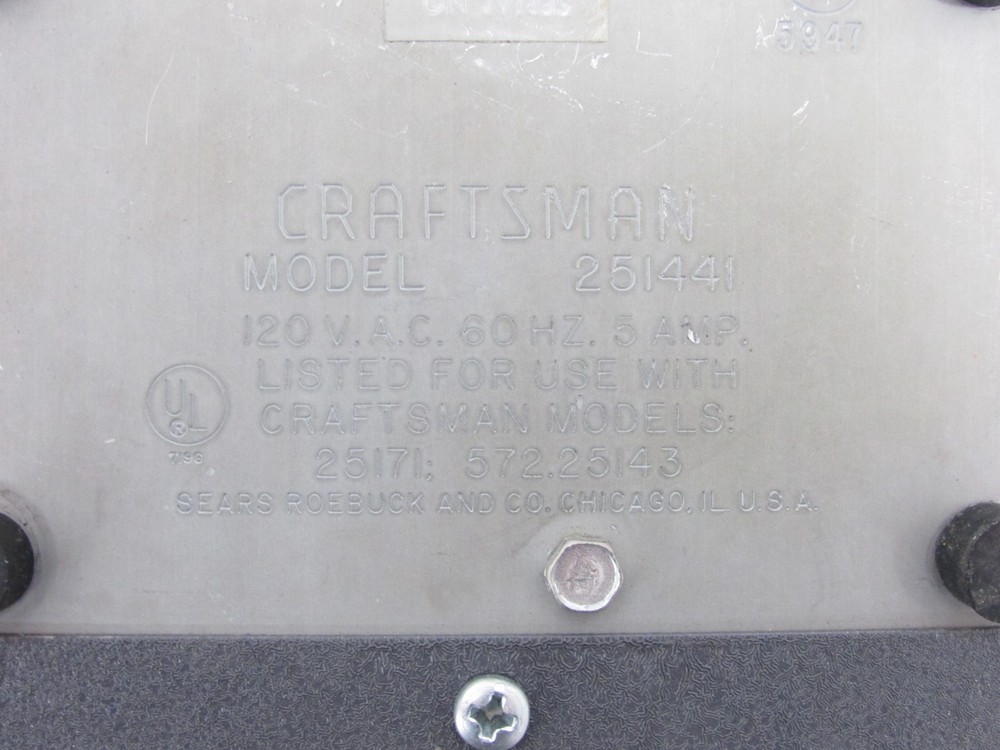 5947
CRAFTSMAN
MODEL 251441
120 V. A.C. 60 HZ. 5 AMP.
LISTED FOR USE WITH
UL
®
CRAFTSMAN MODELS:
25171; 572.25143
SEARS ROEBUCK AND CO. CHICAGO, IL U.S.A.